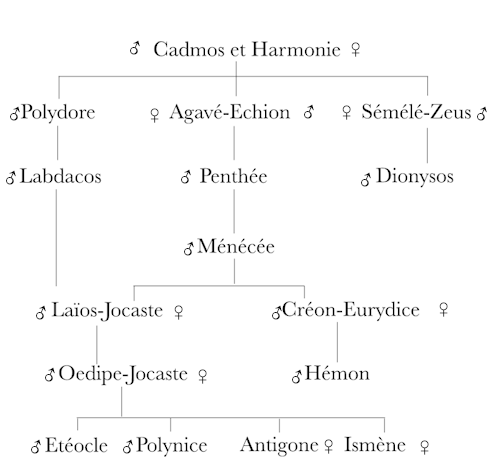 ♂ Cadmos et Harmonie ♀
♂Polydore ♀ Agavé-Echion ♂ ♀ Sémélé-Zeus♂
♂Labdacos ♂ Penthée ♂Dionysos
♂Ménécée
♂Laïos-Jocaste ♀ ♂Créon-Eurydice ♀
♂Oedipe-Jocaste ♀ ♂Hémon
♂Etéocle ♂Polynice Antigone♀ Ismène ♀